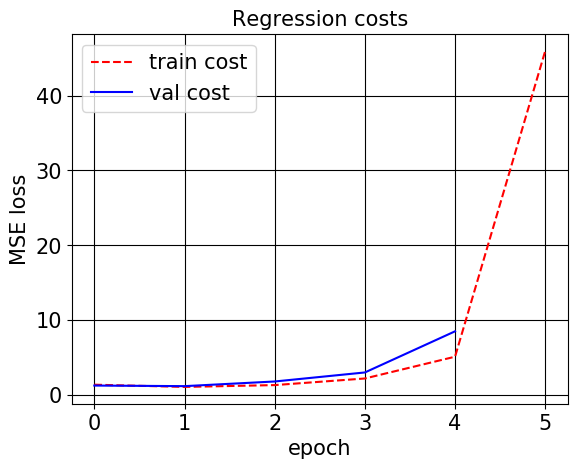 Regression costs
train cost
val cost
MSE loss
40
30
20
10
0
0 1 2 3 4 5
epoch